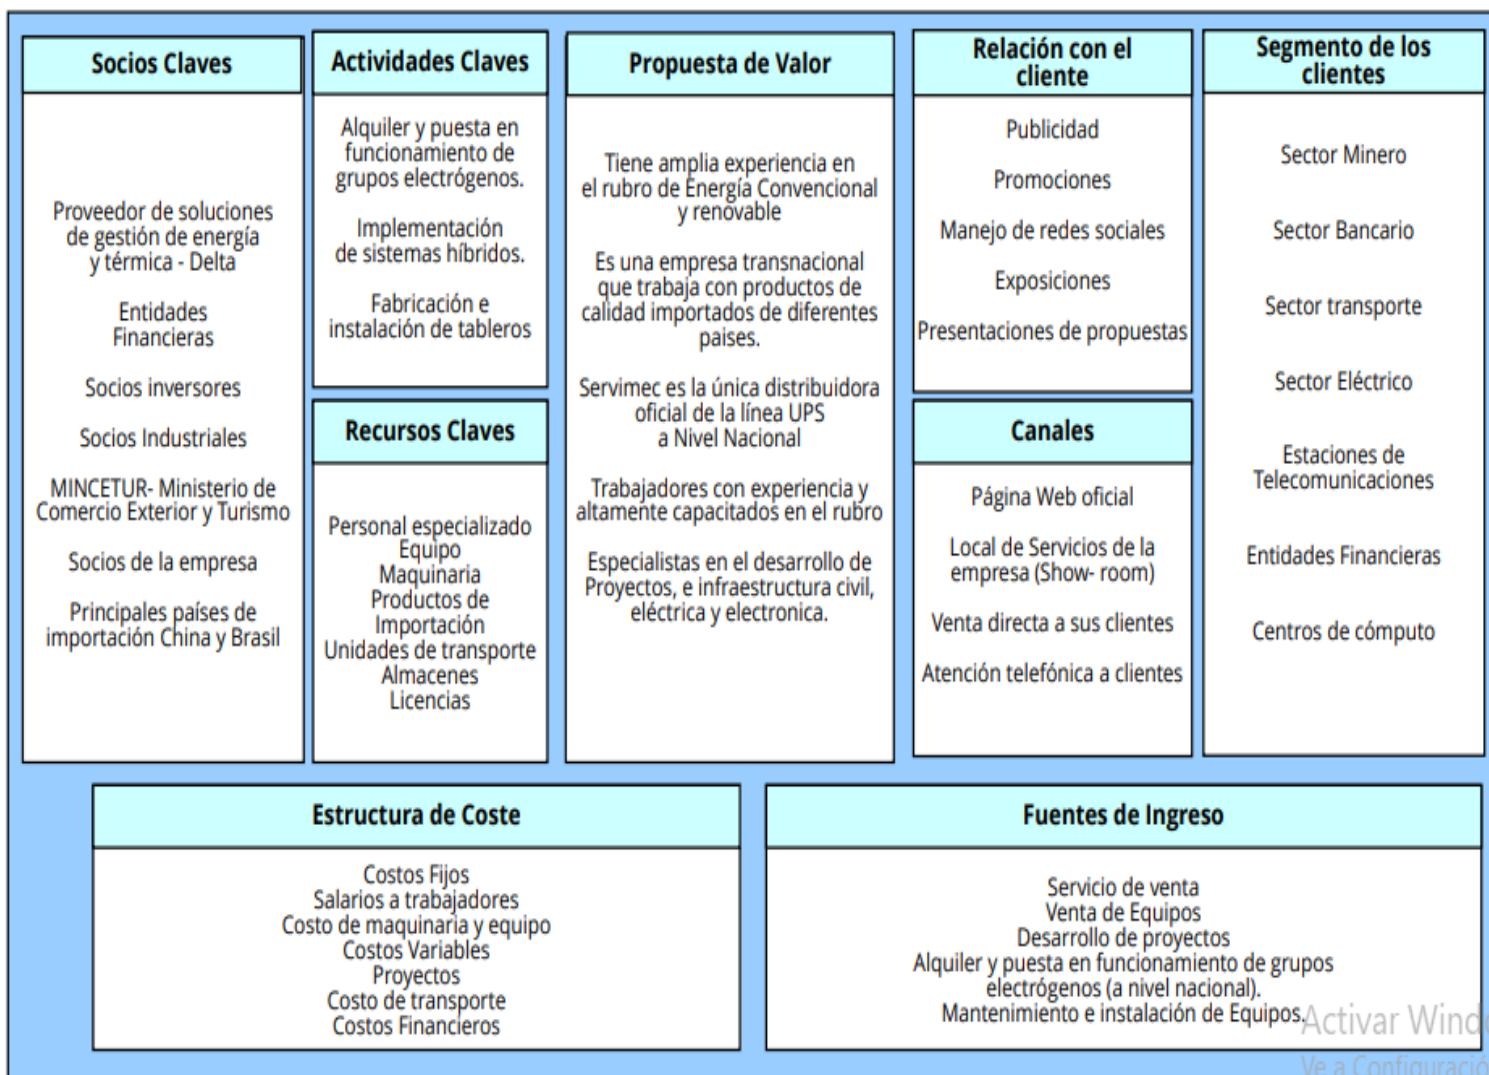 Socios Claves
Proveedor de soluciones
de gestión de energía
y térmica - Delta
Entidades
Financieras
Socios inversores
Socios Industriales
MINCETUR- Ministerio de
Comercio Exterior y Turismo
Socios de la empresa
Principales países de
importación China y Brasil
Actividades Claves
Alquiler y puesta en
funcionamiento de
grupos electrógenos.
Implementación
de sistemas híbridos.
Fabricación e
instalación de tableros
Recursos Claves
Personal especializado
Equipo
Maquinaria
Productos de
Importación
Unidades de transporte
Almacenes
Licencias
Propuesta de Valor
Tiene amplia experiencia en
el rubro de Energía Convencional
y renovable
Es una empresa transnacional
que trabaja con productos de
calidad importados de diferentes
paises.
Servimec es la única distribuidora
oficial de la línea UPS
a Nivel Nacional
Trabajadores con experiencia y
altamente capacitados en el rubro
Especialistas en el desarrollo de
Proyectos, e infraestructura civil,
eléctrica y electronica.
Relación con el
cliente
Publicidad
Promociones
Manejo de redes sociales
Exposiciones
Presentaciones de propuestas
Canales
Página Web oficial
Local de Servicios de la
empresa (Show- room)
Venta directa a sus clientes
Atención telefónica a clientes
Segmento de los
clientes
Sector Minero
Sector Bancario
Sector transporte
Sector Eléctrico
Estaciones de
Telecomunicaciones
Entidades Financieras
Centros de cómputo
Estructura de Coste
Costos Fijos
Salarios a trabajadores
Costo de maquinaria y equipo
Costos Variables
Proyectos
Costo de transporte
Costos Financieros
Fuentes de Ingreso
Servicio de venta
Venta de Equipos
Desarrollo de proyectos
Alquiler y puesta en funcionamiento de grupos
electrógenos (a nivel nacional).
Mantenimiento e instalación de Equipos.
Activar Wind
Ve a Configuració